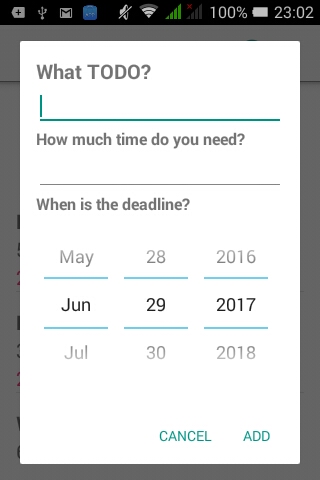 100% 23:02
What TODO?
How much time do you need?
When is the deadline?
May 28 2016
Jun 29 2017
Jul 30 2018
CANCEL ADD